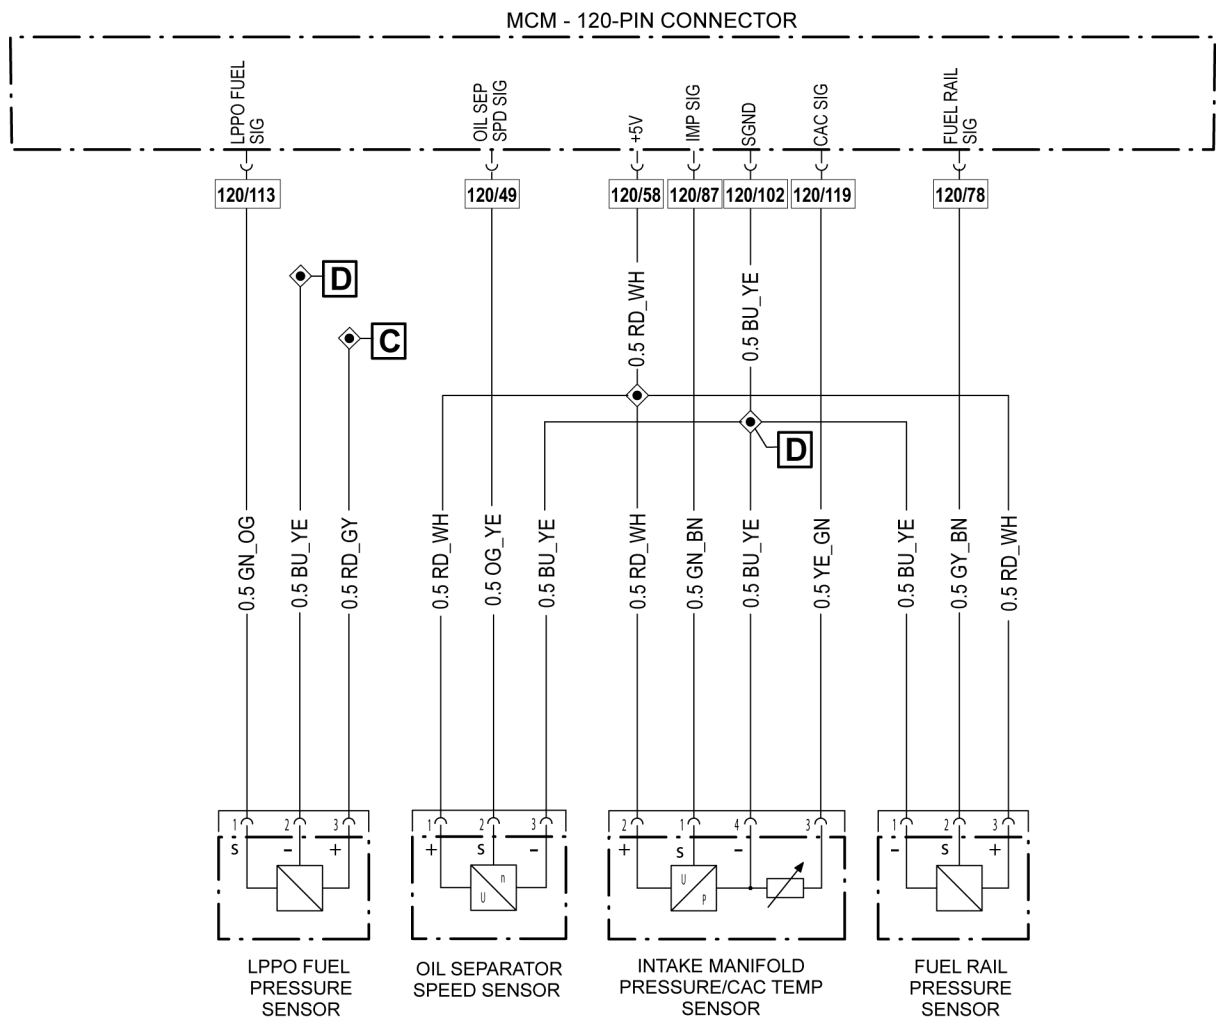 MCM - 120-PIN CONNECTOR
LPPO FUEL
SIG
OIL SEP
SPD SIG
+5V
IMP SIG
SGND
CAC SIG
FUEL RAIL
SIG
120/113
120/49
120/58
120/87
120/102
120/119
120/78
D
C
0.5 RD_WH
0.5 BU_YE
D
0.5 GN_OG
0.5 BU_YE
0.5 RD_GY
0.5 RD_WH
0.5 OG_YE
0.5 BU_YE
0.5 RD_WH
0.5 GN_BN
0.5 BU_YE
0.5 YE_GN
0.5 BU_YE
0.5 GY_BN
0.5 RD_WH
1 2 3
S - +
1 2 3
+ S -
n
U
2 1 4 3
+ S -
U
P
1 2 3
- S +
LPPO FUEL
PRESSURE
SENSOR
OIL SEPARATOR
SPEED SENSOR
INTAKE MANIFOLD
PRESSURE/CAC TEMP
SENSOR
FUEL RAIL
PRESSURE
SENSOR